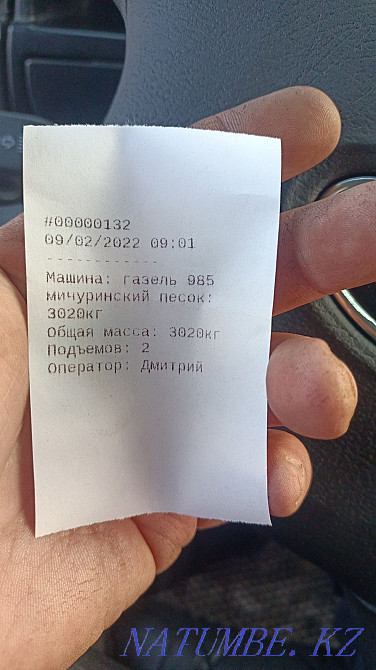 #00000132
09/02/2022 09:01
------------
Машина: газель 985
мичуринский песок:
3020кг
Общая масса: 3020кг
Подъемов: 2
Оператор: Дмитрий
NATUMBE. KZ